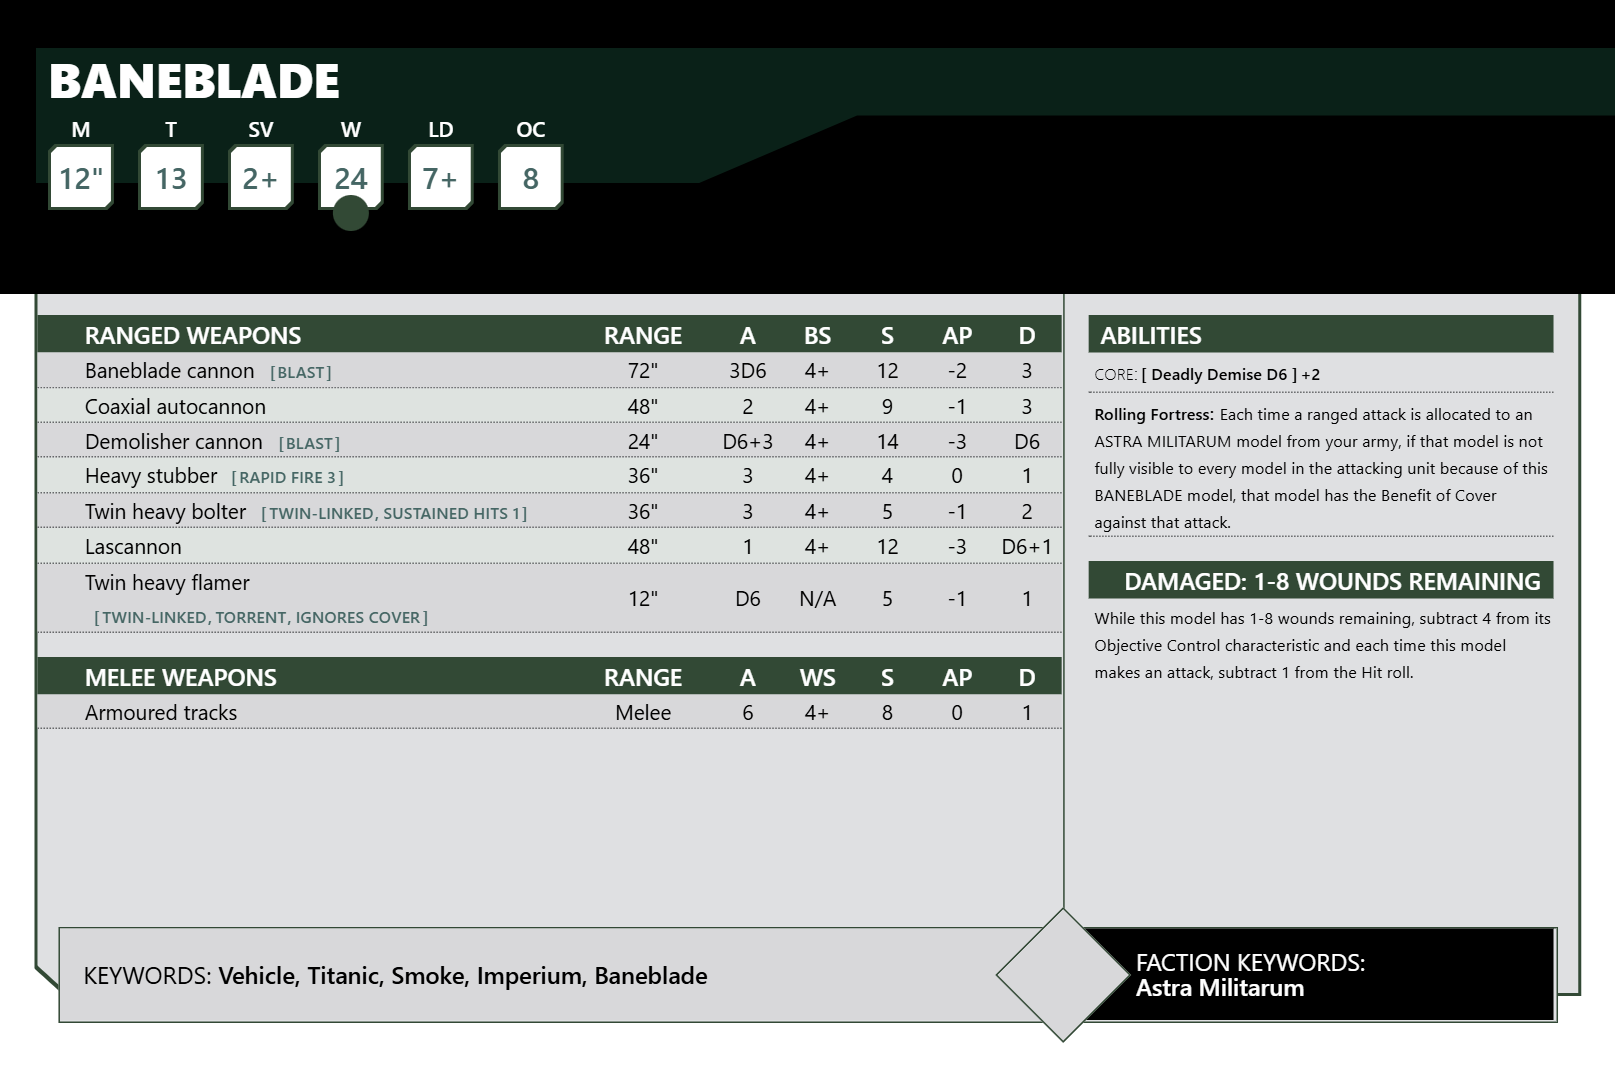 BANEBLADE
M T SV W LD OC
12" 13 2+ 24 7+ 8
RANGED WEAPONS RANGE A BS S AP D
Baneblade cannon [BLAST] 72" 3D6 4+ 12 -2 3
Coaxial autocannon 48" 2 4+ 9 -1 3
Demolisher cannon [BLAST] 24" D6+3 4+ 14 -3 D6
Heavy stubber [RAPID FIRE 3] 36" 3 4+ 4 0 1
Twin heavy bolter [TWIN-LINKED, SUSTAINED HITS 1] 36" 3 4+ 5 -1 2
Lascannon 48" 1 4+ 12 -3 D6+1
Twin heavy flamer
[TWIN-LINKED, TORRENT, IGNORES COVER] 12" D6 N/A 5 -1 1
MELEE WEAPONS RANGE A WS S AP D
Armoured tracks Melee 6 4+ 8 0 1
ABILITIES
CORE: [ Deadly Demise D6 ] +2
Rolling Fortress: Each time a ranged attack is allocated to an
ASTRA MILITARUM model from your army, if that model is not
fully visible to every model in the attacking unit because of this
BANEBLADE model, that model has the Benefit of Cover
against that attack.
DAMAGED: 1-8 WOUNDS REMAINING
While this model has 1-8 wounds remaining, subtract 4 from its
Objective Control characteristic and each time this model
makes an attack, subtract 1 from the Hit roll.
KEYWORDS: Vehicle, Titanic, Smoke, Imperium, Baneblade
FACTION KEYWORDS:
Astra Militarum